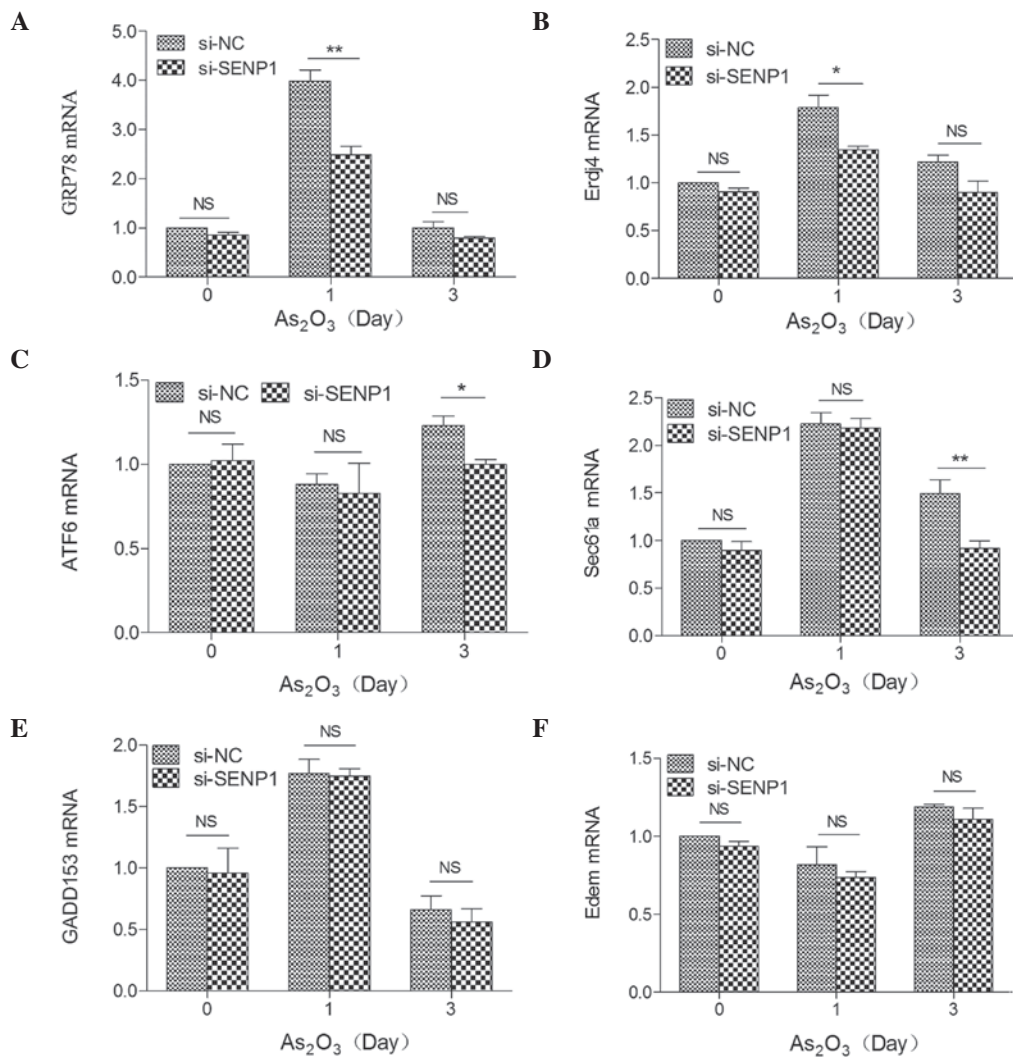 A
si-NC
si-SENP1
GRP78 mRNA
5.0
4.0
3.0
2.0
1.0
0.0
NS
**
NS
0 1 3
As2O3 (Day)
B
si-NC
si-SENP1
Erdj4 mRNA
2.5
2.0
1.5
1.0
0.5
0.0
NS
*
NS
0 1 3
As2O3 (Day)
C
si-NC si-SENP1
ATF6 mRNA
1.5
1.0
0.5
0.0
NS
NS
*
0 1 3
As2O3 (Day)
D
si-NC
si-SENP1
Sec61a mRNA
2.5
2.0
1.5
1.0
0.5
0.0
NS
NS
**
0 1 3
As2O3 (Day)
E
si-NC
si-SENP1
GADD153 mRNA
2.0
1.5
1.0
0.5
0.0
NS
NS
NS
0 1 3
As2O3 (Day)
F
si-NC
si-SENP1
Edem mRNA
1.5
1.0
0.5
0.0
NS
NS
NS
0 1 3
As2O3 (Day)